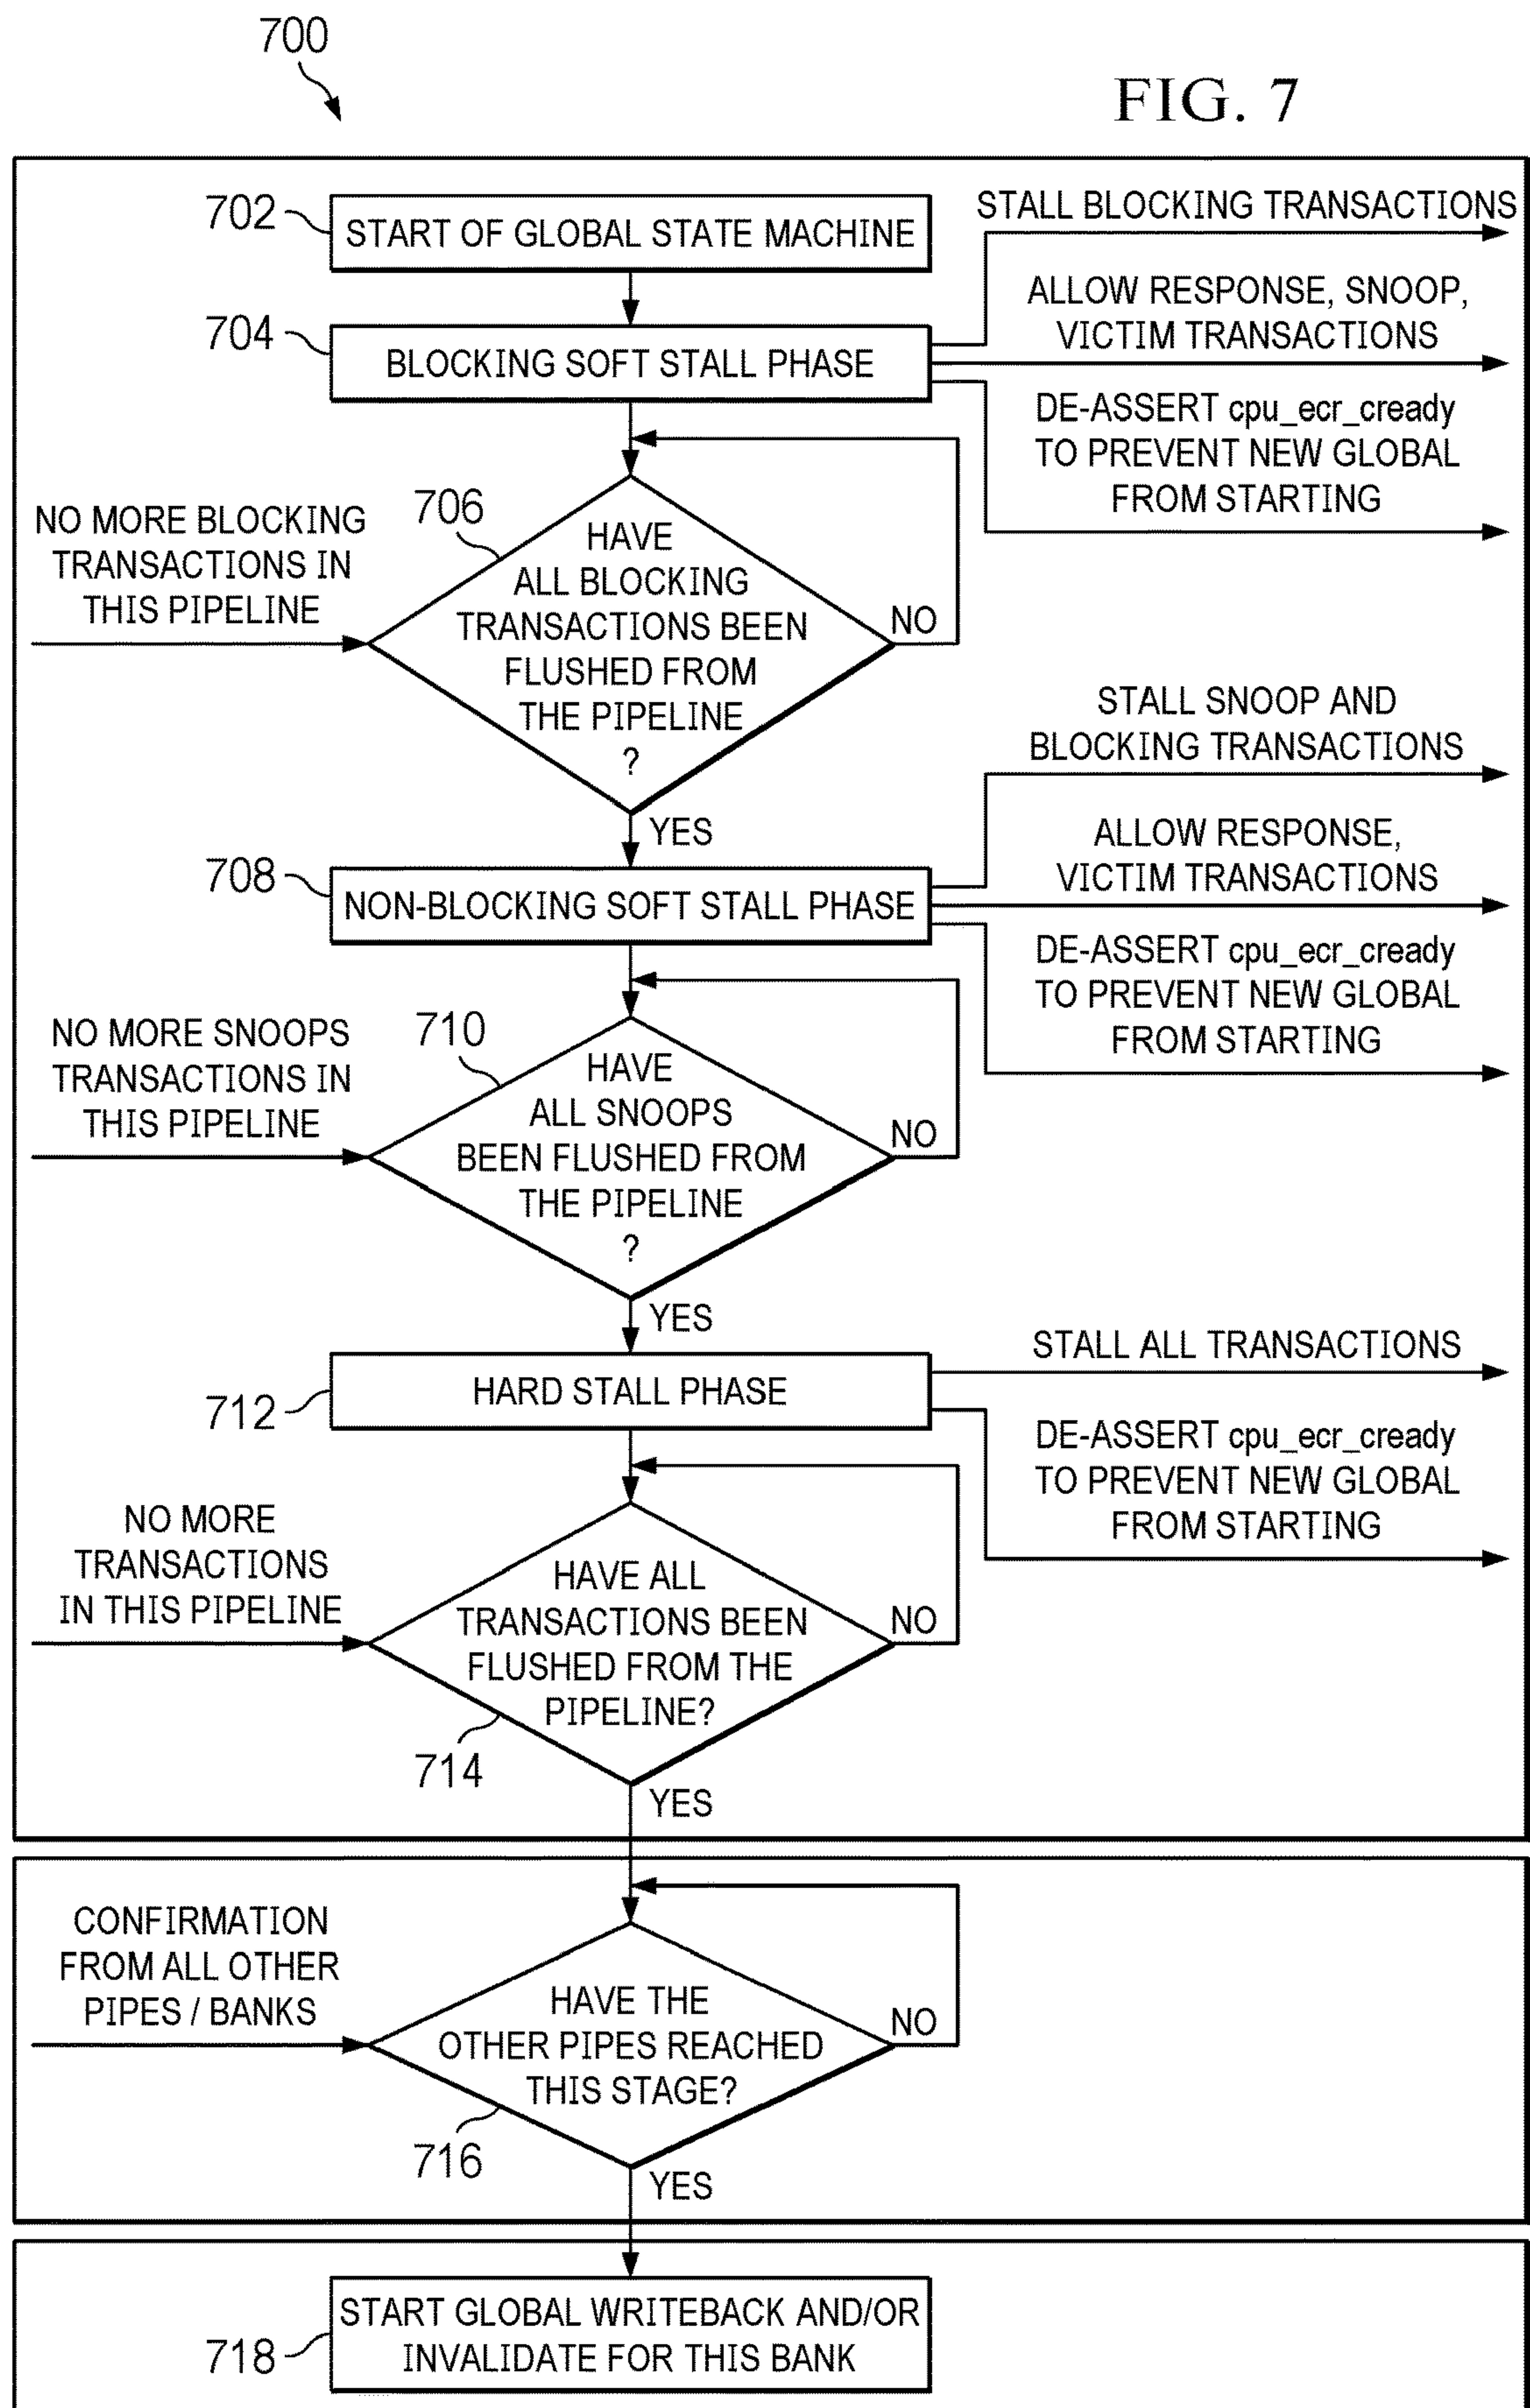 700
FIG. 7
702
START OF GLOBAL STATE MACHINE
STALL BLOCKING TRANSACTIONS
704
BLOCKING SOFT STALL PHASE
ALLOW RESPONSE, SNOOP,
VICTIM TRANSACTIONS
DE-ASSERT cpu_ecr_cready
TO PREVENT NEW GLOBAL
FROM STARTING
NO MORE BLOCKING
TRANSACTIONS IN
THIS PIPELINE
706
HAVE
ALL BLOCKING
TRANSACTIONS BEEN
FLUSHED FROM
THE PIPELINE
?
NO
YES
STALL SNOOP AND
BLOCKING TRANSACTIONS
708
NON-BLOCKING SOFT STALL PHASE
ALLOW RESPONSE,
VICTIM TRANSACTIONS
DE-ASSERT cpu_ecr_cready
TO PREVENT NEW GLOBAL
FROM STARTING
NO MORE SNOOPS
TRANSACTIONS IN
THIS PIPELINE
710
HAVE
ALL SNOOPS
BEEN FLUSHED FROM
THE PIPELINE
?
NO
YES
712
HARD STALL PHASE
STALL ALL TRANSACTIONS
DE-ASSERT cpu_ecr_cready
TO PREVENT NEW GLOBAL
FROM STARTING
NO MORE
TRANSACTIONS
IN THIS PIPELINE
HAVE ALL
TRANSACTIONS BEEN
FLUSHED FROM THE
PIPELINE?
NO
714
YES
CONFIRMATION
FROM ALL OTHER
PIPES / BANKS
HAVE THE
OTHER PIPES REACHED
THIS STAGE?
NO
716
YES
718
START GLOBAL WRITEBACK AND/OR
INVALIDATE FOR THIS BANK